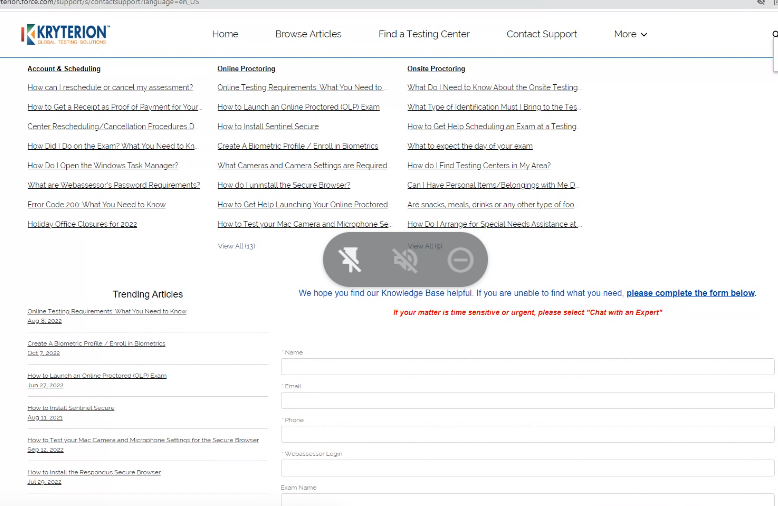 terion.force.com/support/s/contactsupport/?language=en_US
KRYTERION™
GLOBAL TESTING SOLUTIONS
Home
Browse Articles
Find a Testing Center
Contact Support
More
Account & Scheduling
How can I reschedule or cancel my assessment?
How to Get a Receipt as Proof of Payment for Your...
Center Rescheduling/Cancellation Procedures D...
How Did I Do on the Exam? What You Need to Kn...
How Do I Open the Windows Task Manager?
What are Webassessor's Password Requirements?
Error Code 200: What You Need to Know
Holiday Office Closures for 2022
Online Proctoring
Online Testing Requirements: What You Need to ...
How to Launch an Online Proctored (OLP) Exam
How to Install Sentinel Secure
Create A Biometric Profile / Enroll in Biometrics
What Cameras and Camera Settings are Required...
How do I uninstall the Secure Browser?
How to Get Help Launching Your Online Proctored...
How to Test your Mac Camera and Microphone Se...
View All (13)
Onsite Proctoring
What Do I Need to Know About the Onsite Testing...
What Type of Identification Must I Bring to the Tes...
How to Get Help Scheduling an Exam at a Testing...
What to expect the day of your exam
How do I Find Testing Centers in My Area?
Can I Have Personal Items/Belongings with Me D...
Are snacks, meals, drinks or any other type of foo...
How Do I Arrange for Special Needs Assistance at...
View All (9)
Trending Articles
Online Testing Requirements: What You Need to Know
Aug 8, 2022
Create A Biometric Profile / Enroll in Biometrics
Oct 7, 2022
How to Launch an Online Proctored (OLP) Exam
Jun 27, 2022
How to Install Sentinel Secure
Aug 11, 2021
How to Test your Mac Camera and Microphone Settings for the Secure Browser
Sep 12, 2022
How to Install the Respondus Secure Browser
Jul 29, 2022
We hope you find our Knowledge Base helpful. If you are unable to find what you need, please complete the form below.
If your matter is time sensitive or urgent, please select "Chat with an Expert"
* Name
* Email
* Phone
* Webassessor Login
Exam Name